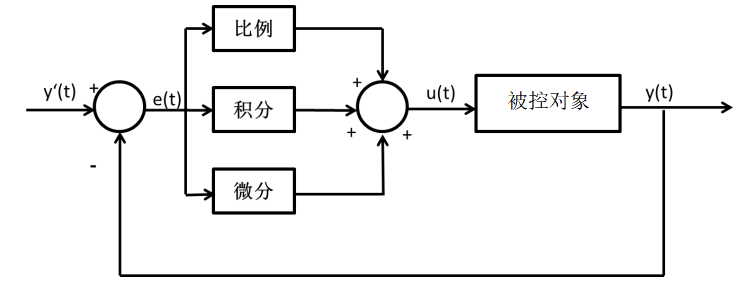 比例
y'(t)
+
e(t)
积分
+
+
+
u(t)
被控对象
y(t)
-
微分